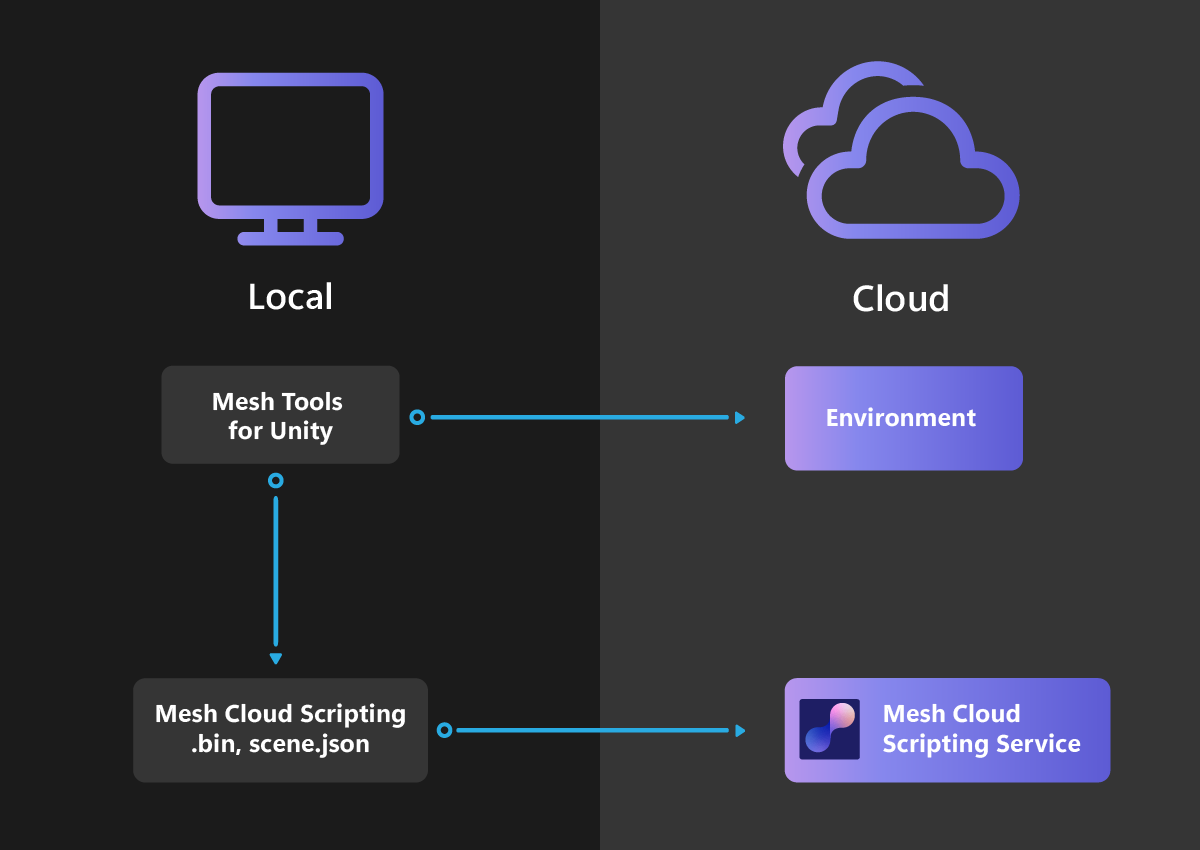 Local
Cloud
Mesh Tools
for Unity
Environment
Mesh Cloud Scripting
.bin, scene.json
Mesh Cloud
Scripting Service